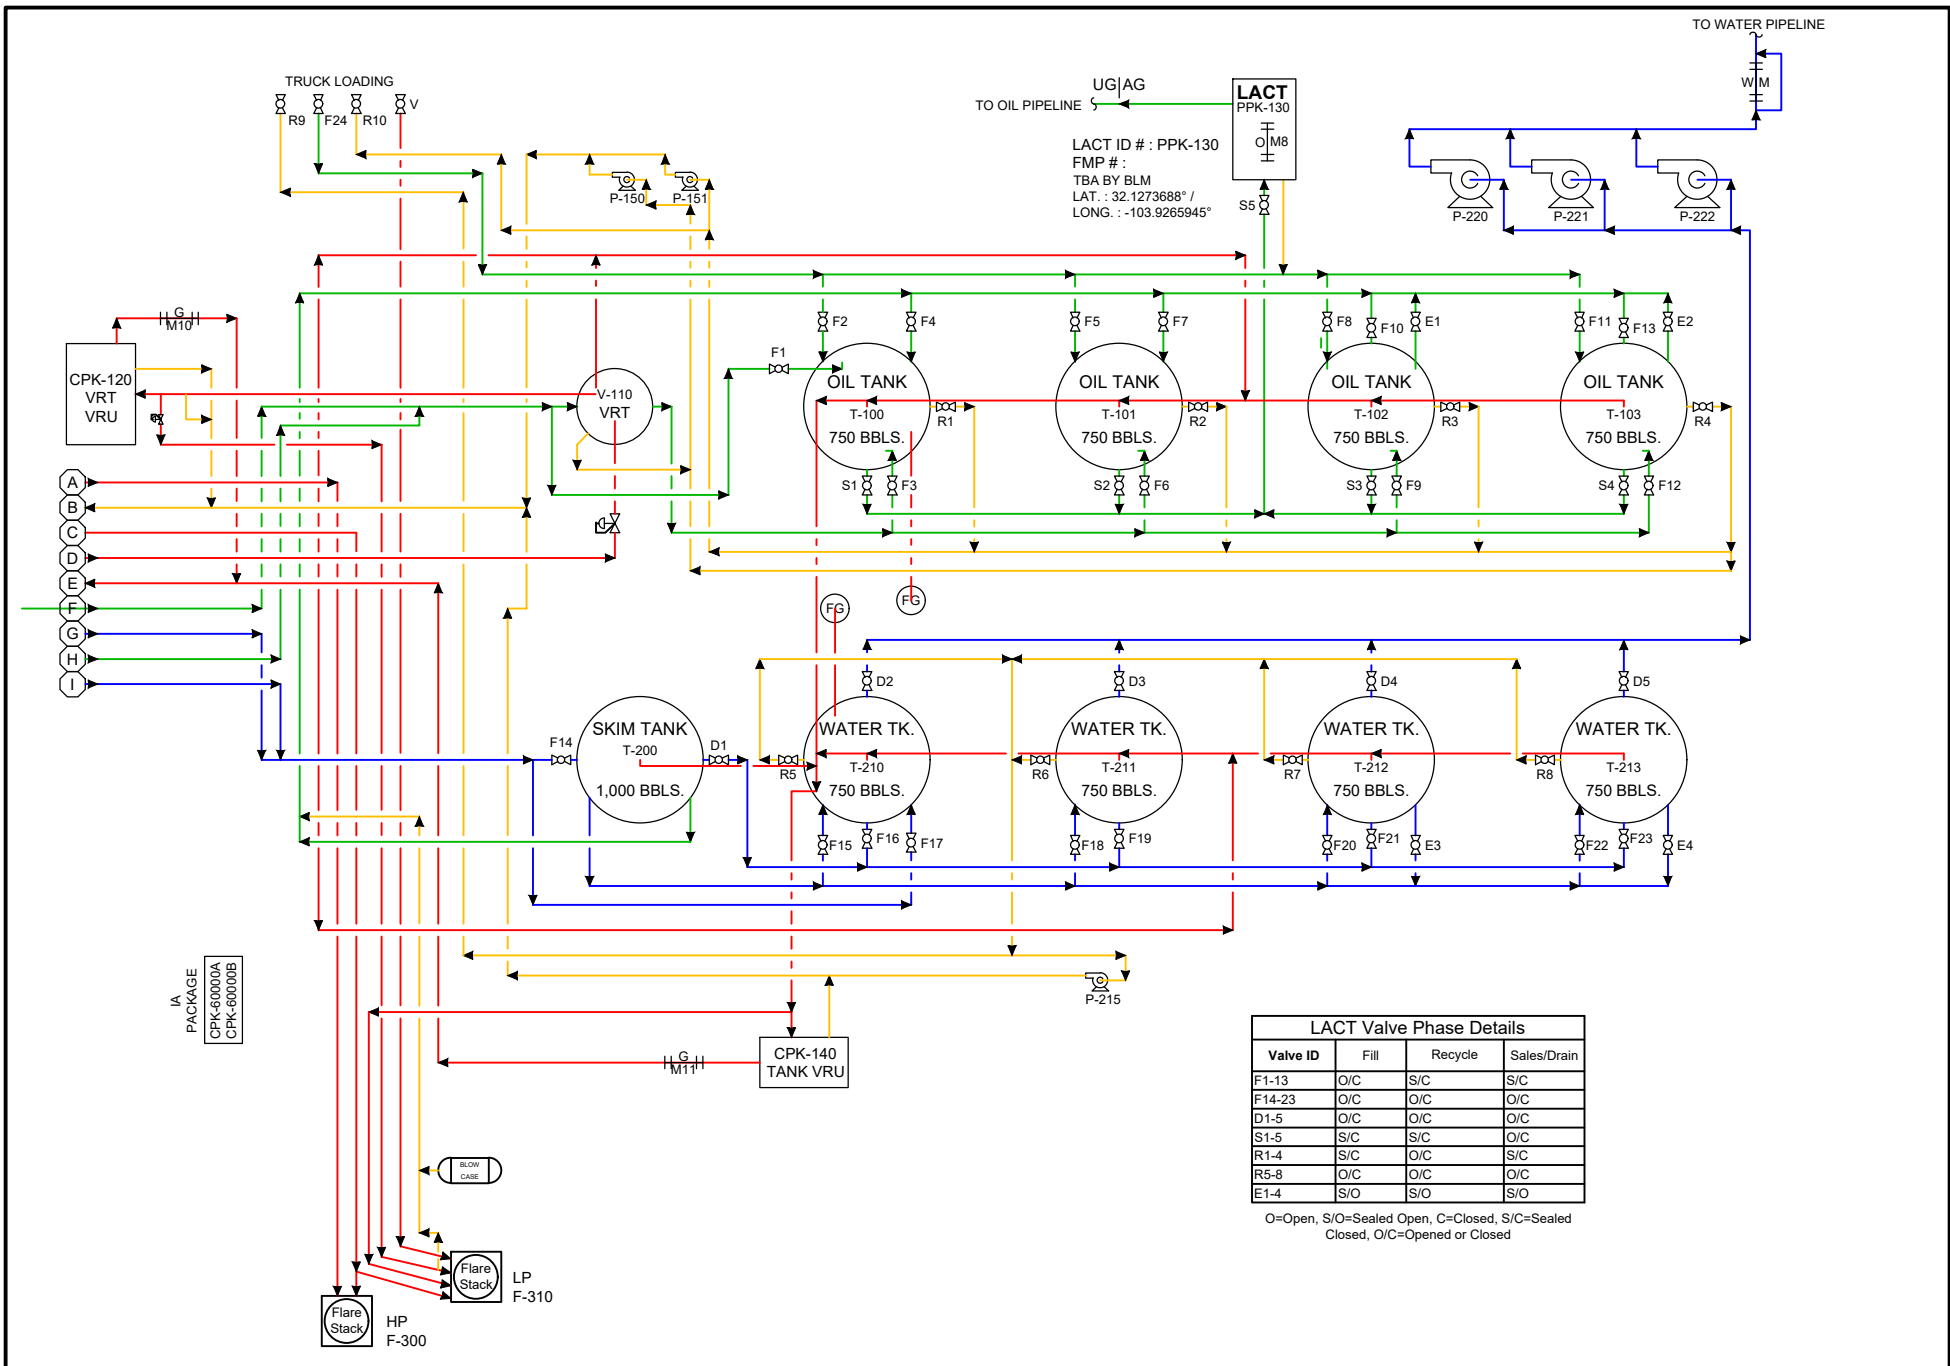 TO WATER PIPELINE
W M
TRUCK LOADING
R9
F24
R10
V
UG|AG
TO OIL PIPELINE
LACT
PPK-130
O M8
LACT ID # : PPK-130
FMP # :
TBA BY BLM
LAT. : 32.1273688° /
LONG. : -103.9265945°
S5
P-150
P-151
P-220
P-221
P-222
G
M10
CPK-120
VRT
VRU
V-110
VRT
F1
F2
F4
F5
F7
F8
F10
E1
F11
F13
E2
OIL TANK
T-100
750 BBLS.
R1
OIL TANK
T-101
750 BBLS.
R2
OIL TANK
T-102
750 BBLS.
R3
OIL TANK
T-103
750 BBLS.
R4
S1
F3
S2
F6
S3
F9
S4
F12
A
B
C
D
E
F
G
H
I
FG
FG
D2
D3
D4
D5
F14
SKIM TANK
T-200
1,000 BBLS.
D1
R5
WATER TK.
T-210
750 BBLS.
R6
WATER TK.
T-211
750 BBLS.
R7
WATER TK.
T-212
750 BBLS.
R8
WATER TK.
T-213
750 BBLS.
F15
F16
F17
F18
F19
F20
F21
E3
F22
F23
E4
IA
PACKAGE
CPK-60000A
CPK-60000B
P-215
G
M11
CPK-140
TANK VRU
BLOW
CASE
Flare
Stack
LP
F-310
Flare
Stack
HP
F-300
LACT Valve Phase Details
Valve ID Fill Recycle Sales/Drain
F1-13 O/C S/C S/C
F14-23 O/C O/C O/C
D1-5 O/C O/C O/C
S1-5 S/C S/C O/C
R1-4 S/C O/C S/C
R5-8 O/C O/C O/C
E1-4 S/O S/O S/O
O=Open, S/O=Sealed Open, C=Closed, S/C=Sealed
Closed, O/C=Opened or Closed